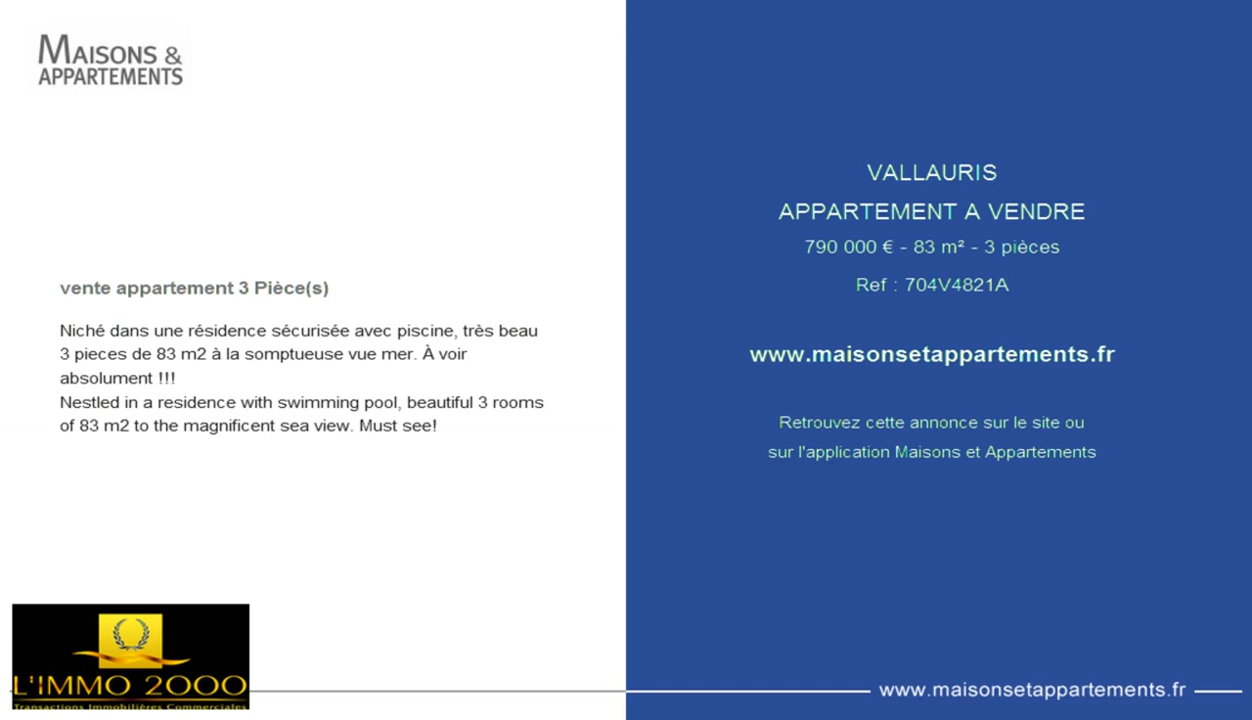 MAISONS &
APPARTEMENTS
vente appartement 3 Pièce(s)
Niché dans une résidence sécurisée avec piscine, très beau
3 pieces de 83 m2 à la somptueuse vue mer. À voir
absolument !!!
Nestled in a residence with swimming pool, beautiful 3 rooms
of 83 m2 to the magnificent sea view. Must see!
L'IMMO 2000
Transactions Immobilières Commerciales
VALLAURIS
APPARTEMENT A VENDRE
790 000 € - 83 m² - 3 pièces
Ref : 704V4821A
www.maisonsetappartements.fr
Retrouvez cette annonce sur le site ou
sur l'application Maisons et Appartements
www.maisonsetappartements.fr